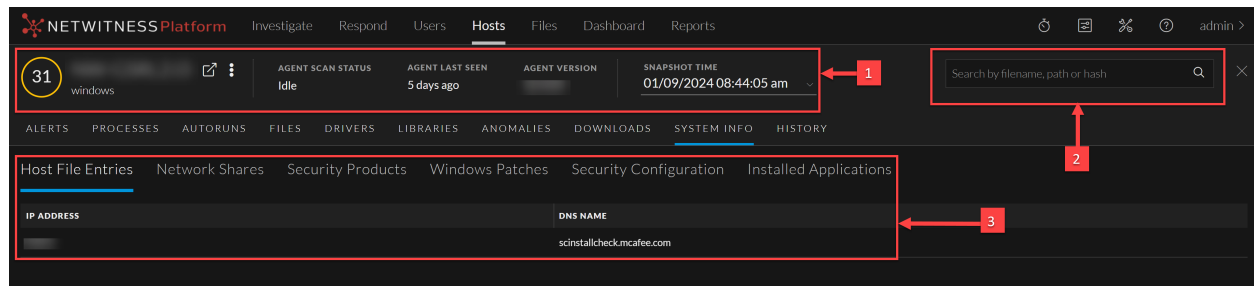 NETWITNESS Platform Investigate Respond Users Hosts Files Dashboard Reports admin >
31 windows
AGENT SCAN STATUS AGENT LAST SEEN AGENT VERSION SNAPSHOT TIME
Idle 5 days ago 01/09/2024 08:44:05 am
1
Search by filename, path or hash
ALERTS PROCESSES AUTORUNS FILES DRIVERS LIBRARIES ANOMALIES DOWNLOADS SYSTEM INFO HISTORY
2
Host File Entries Network Shares Security Products Windows Patches Security Configuration Installed Applications
IP ADDRESS DNS NAME
3
scinstallcheck.mcafee.com